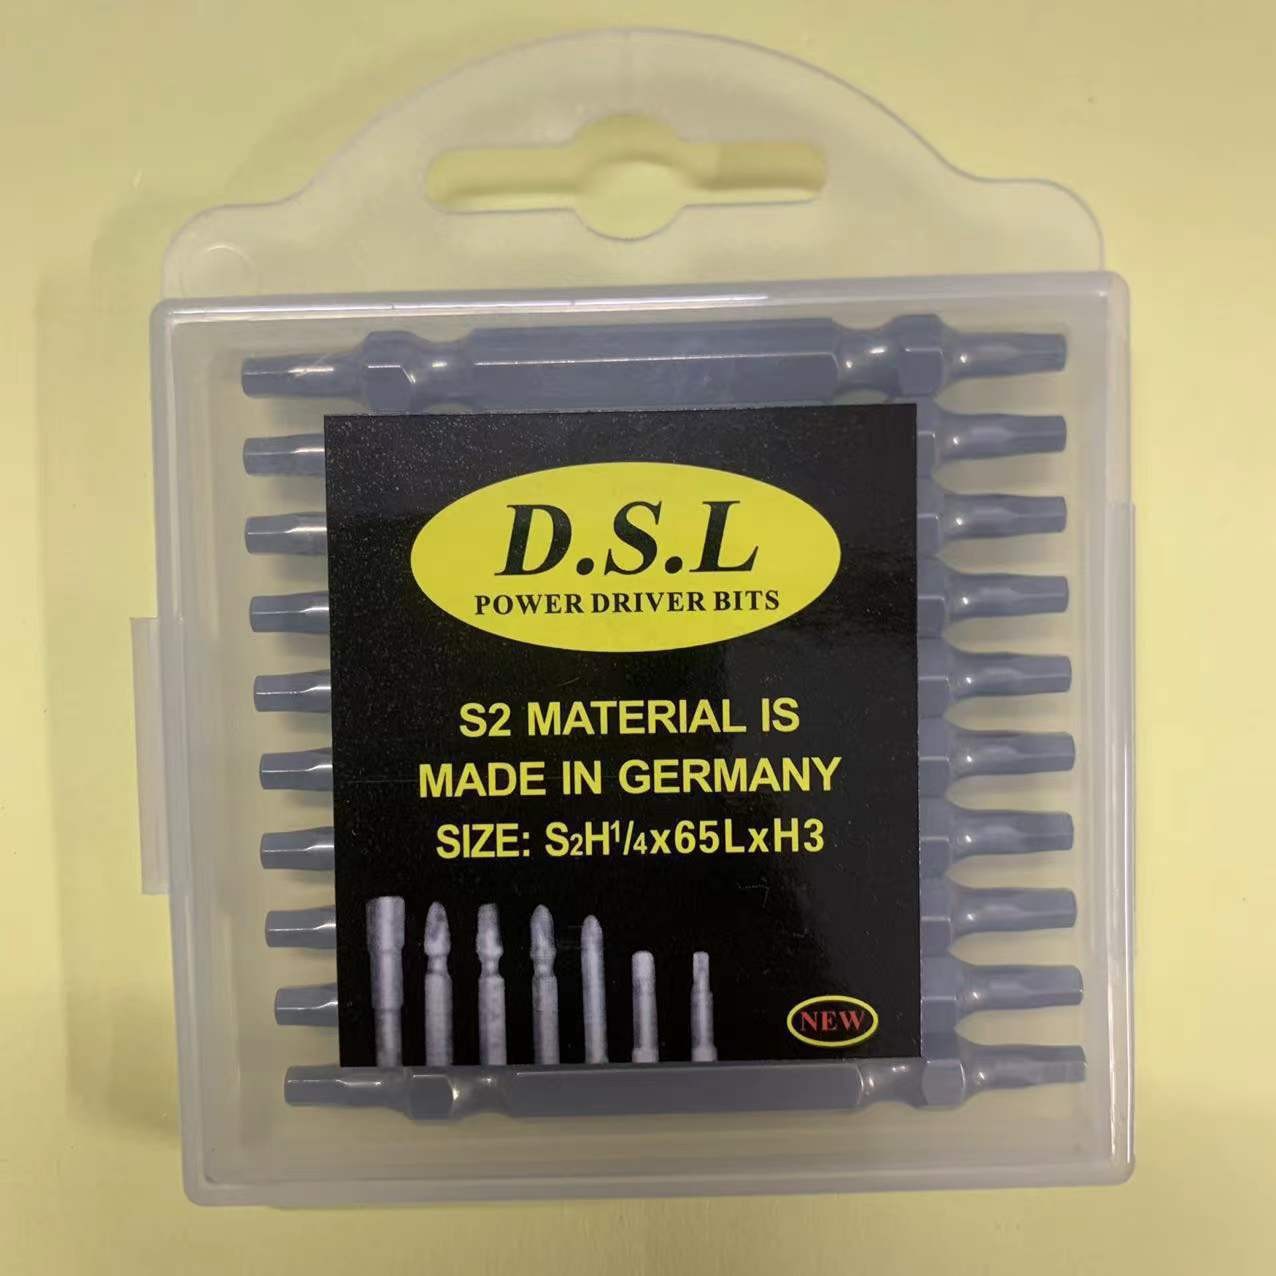 D.S.L
POWER DRIVER BITS
S2 MATERIAL IS
MADE IN GERMANY
SIZE: S₂H¹/₄x65LxH3
NEW